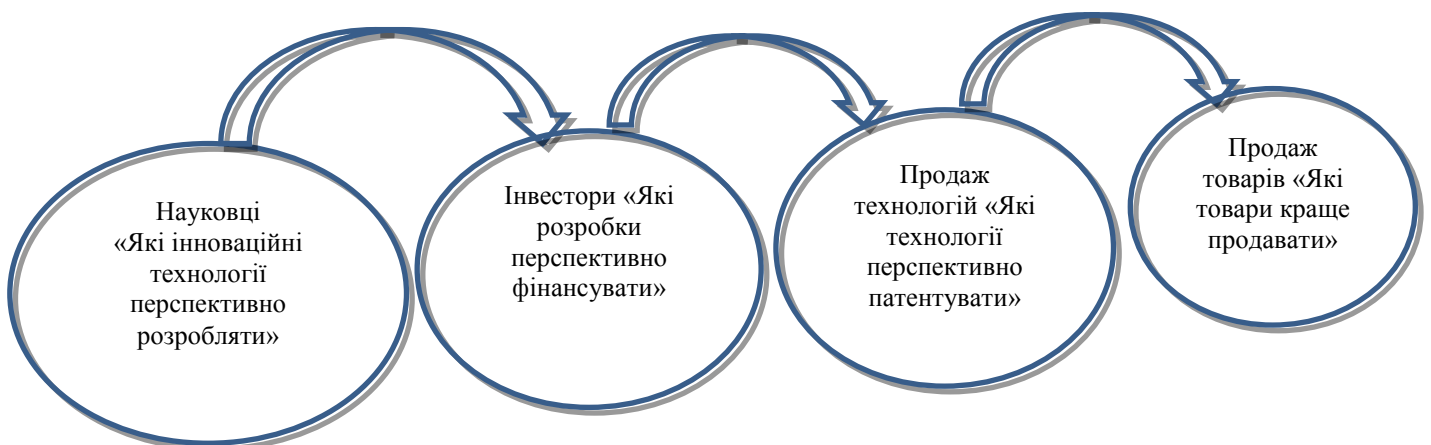 Науковці
«Які інноваційні
технології
перспективно
розробляти»
Інвестори «Які
розробки
перспективно
фінансувати»
Продаж
технологій «Які
технології
перспективно
патентувати»
Продаж
товарів «Які
товари краще
продавати»